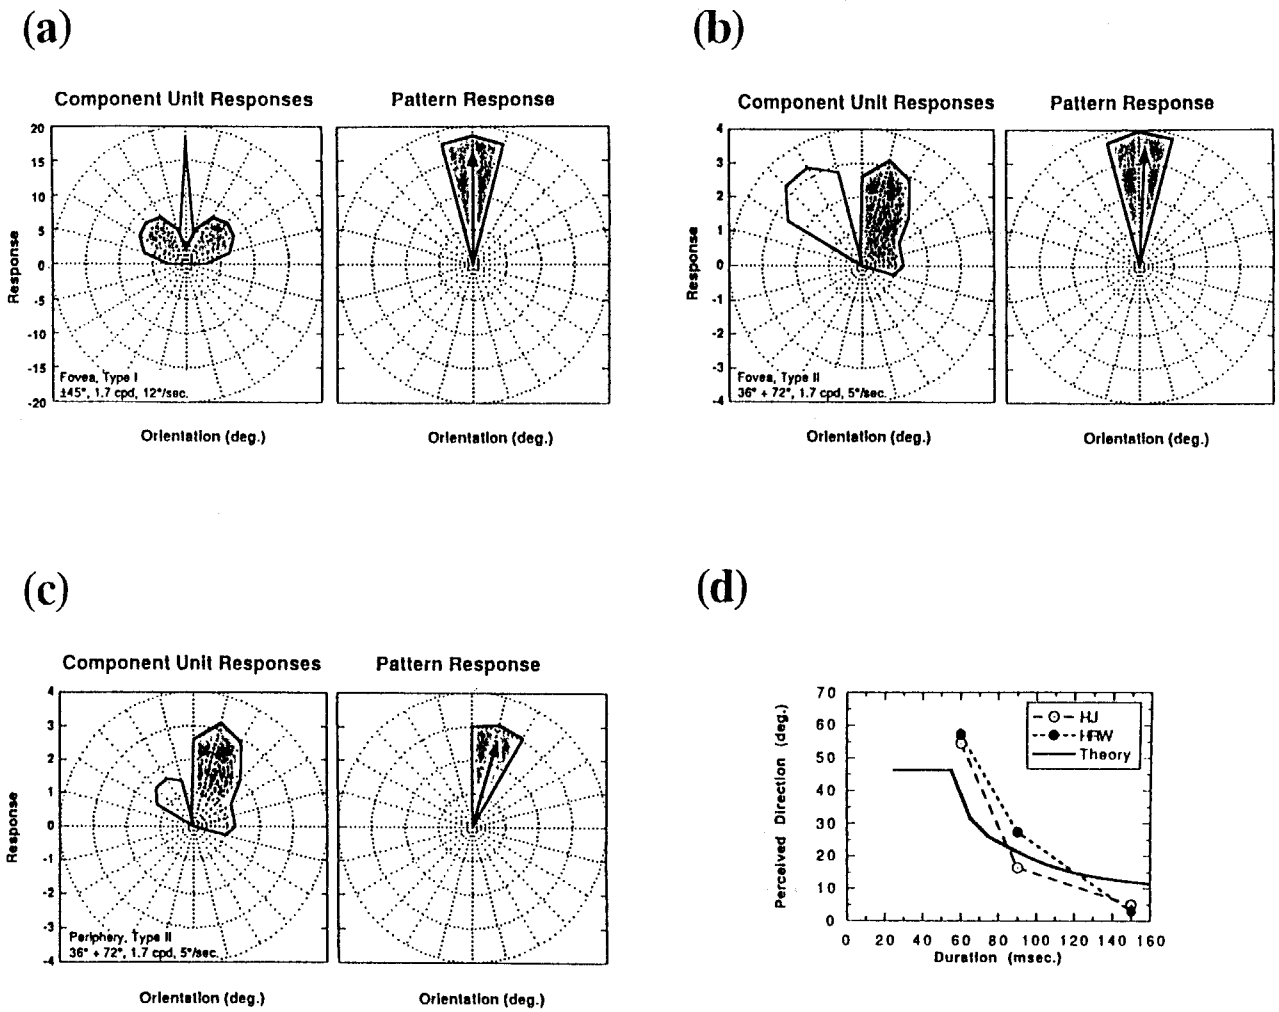 (a)
Component Unit Responses
Pattern Response
20
15
10
5
0
-5
-10
-15
-20
Response
Fovea, Type I
±45°, 1.7 cpd, 12°/sec.
Orientation (deg.)
Orientation (deg.)
(b)
Component Unit Responses
Pattern Response
4
3
2
1
0
-1
-2
-3
-4
Response
Fovea, Type II
36° + 72°, 1.7 cpd, 5°/sec.
Orientation (deg.)
Orientation (deg.)
(c)
Component Unit Responses
Pattern Response
4
3
2
1
0
-1
-2
-3
-4
Response
Periphery, Type II
36° + 72°, 1.7 cpd, 5°/sec.
Orientation (deg.)
Orientation (deg.)
(d)
70
60
50
40
30
20
10
0
Perceived Direction (deg.)
HJ
HRW
Theory
0 20 40 60 80 100 120 140 160
Duration (msec.)